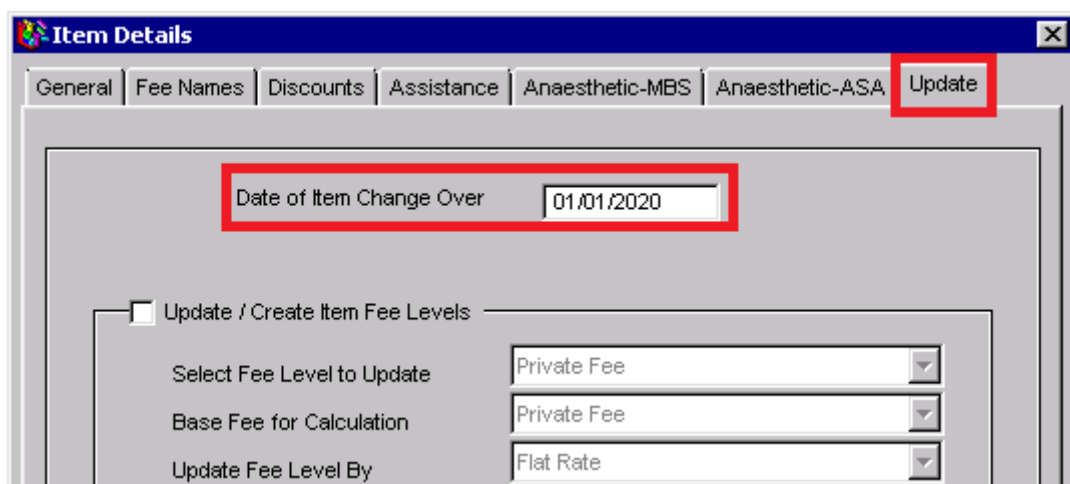 Item Details
General Fee Names Discounts Assistance Anaesthetic-MBS Anaesthetic-ASA Update
Date of Item Change Over 01/01/2020
Update / Create Item Fee Levels
Select Fee Level to Update Private Fee
Base Fee for Calculation Private Fee
Update Fee Level By Flat Rate